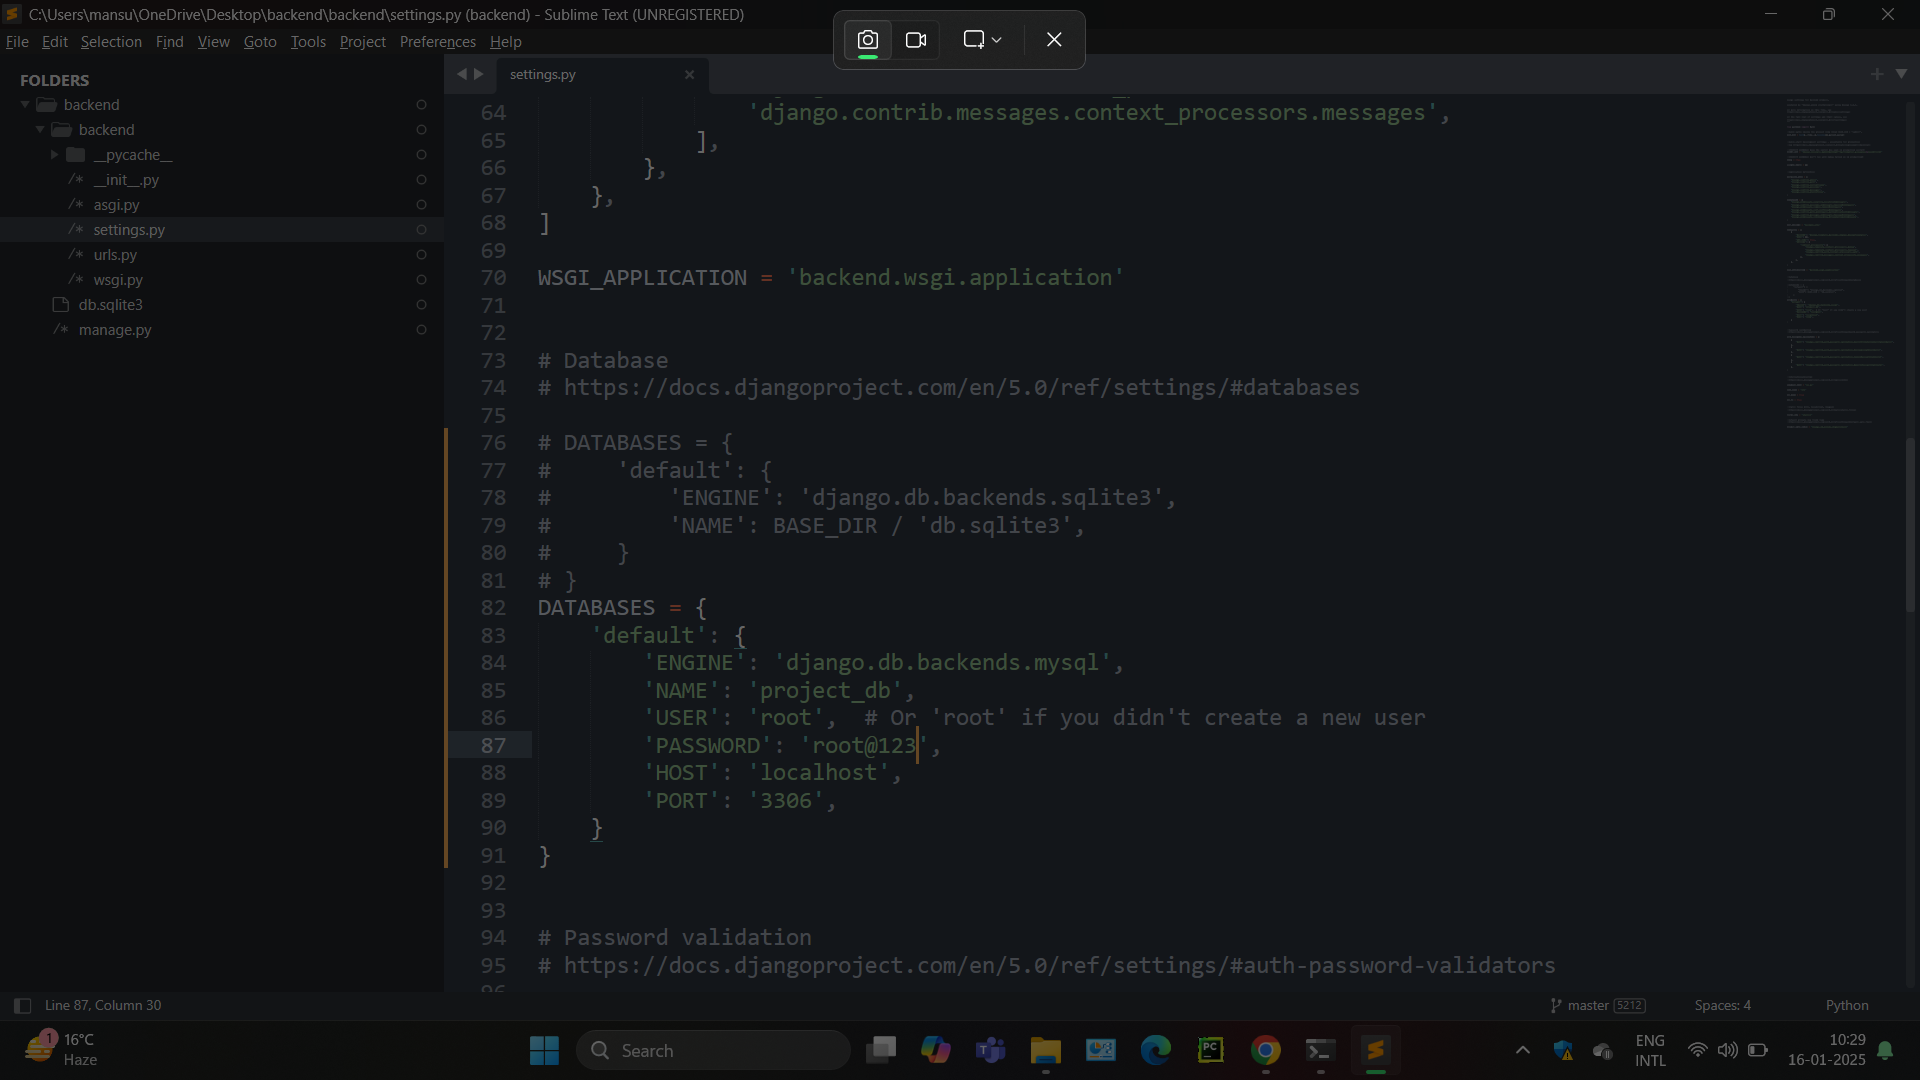 C:\Users\mansu\OneDrive\Desktop\backend\backend\settings.py (backend) - Sublime Text (UNREGISTERED)
File Edit Selection Find View Goto Tools Project Preferences Help
FOLDERS
backend
backend
__pycache__
/* __init__.py
/* asgi.py
/* settings.py
/* urls.py
/* wsgi.py
db.sqlite3
/* manage.py
settings.py
64 'django.contrib.messages.context_processors.messages',
65 ],
66 },
67 },
68 ]
69
70 WSGI_APPLICATION = 'backend.wsgi.application'
71
72
73 # Database
74 # https://docs.djangoproject.com/en/5.0/ref/settings/#databases
75
76 # DATABASES = {
77 #     'default': {
78 #         'ENGINE': 'django.db.backends.sqlite3',
79 #         'NAME': BASE_DIR / 'db.sqlite3',
80 #     }
81 # }
82 DATABASES = {
83     'default': {
84         'ENGINE': 'django.db.backends.mysql',
85         'NAME': 'project_db',
86         'USER': 'root',  # Or 'root' if you didn't create a new user
87         'PASSWORD': 'root@123',
88         'HOST': 'localhost',
89         'PORT': '3306',
90     }
91 }
92
93
94 # Password validation
95 # https://docs.djangoproject.com/en/5.0/ref/settings/#auth-password-validators
Line 87, Column 30
master 5212
Spaces: 4
Python
1
16°C
Haze
Search
PC
ENG
INTL
10:29
16-01-2025